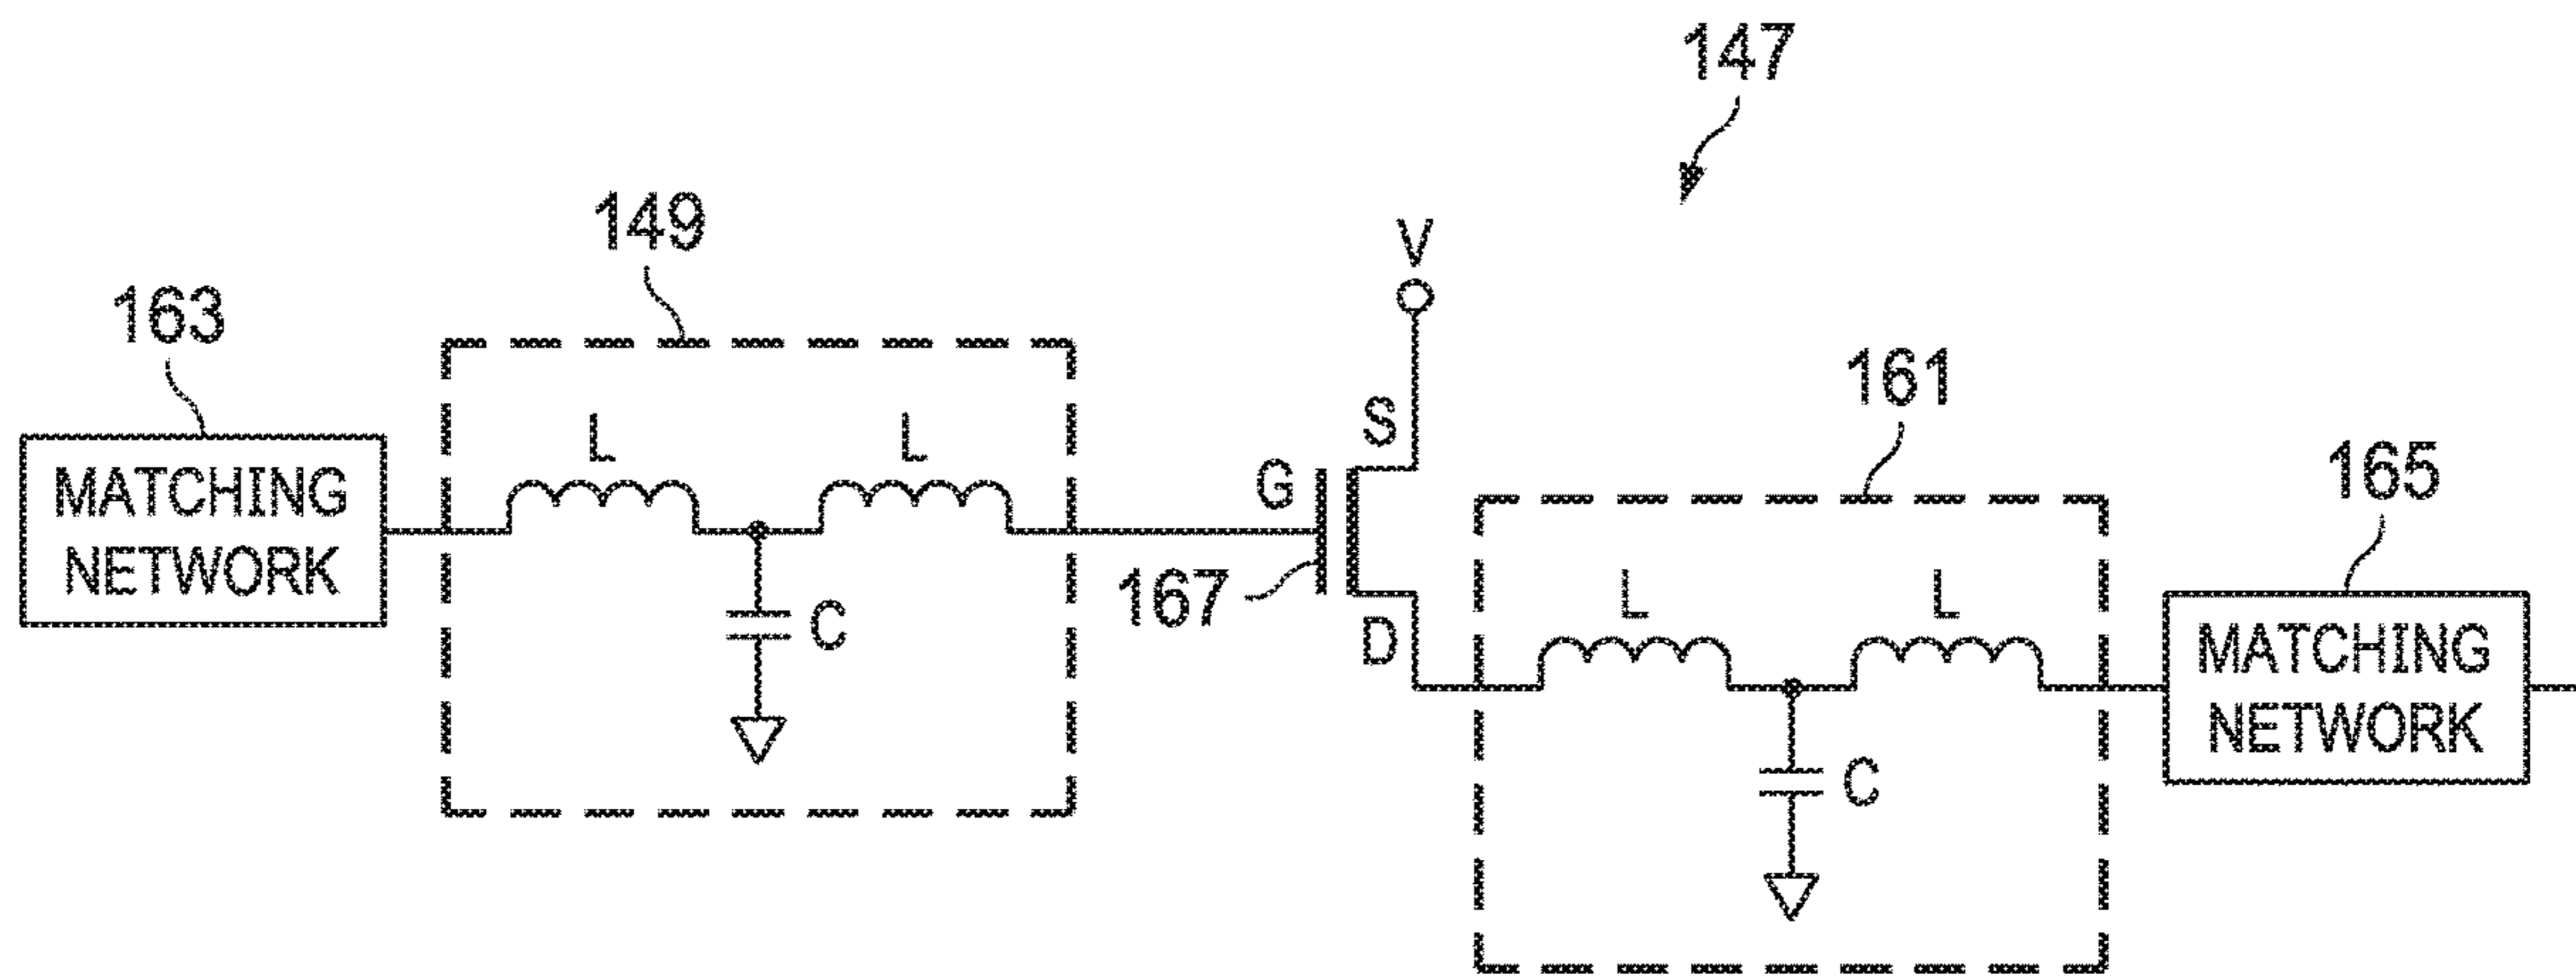 147
149
V
163
161
L
L
S
G
165
MATCHING
NETWORK
167
C
D
L
L
MATCHING
NETWORK
C